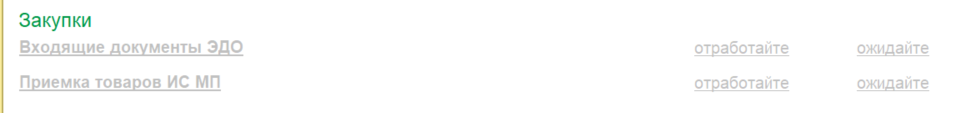 Закупки
Входящие документы ЭДО отработайте ожидайте
Приемка товаров ИС МП отработайте ожидайте